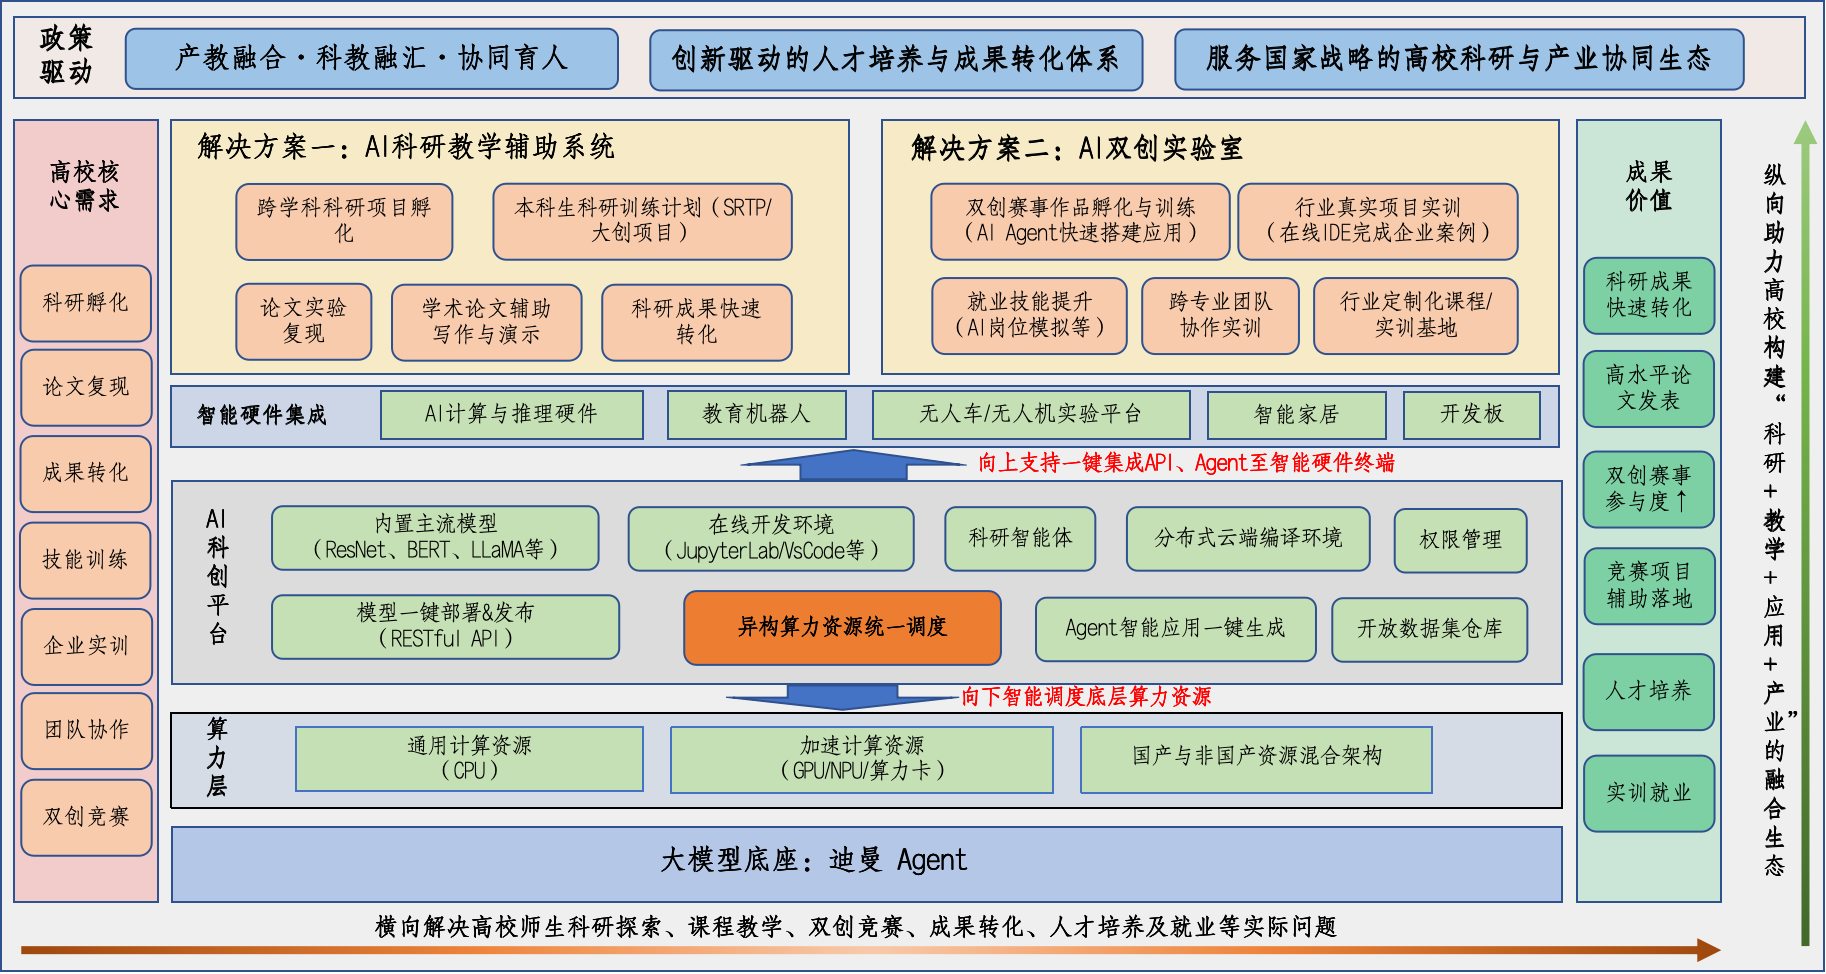 政策
驱动
产教融合·科教融汇·协同育人
创新驱动的人才培养与成果转化体系
服务国家战略的高校科研与产业协同生态
高校核
心需求
科研孵化
论文复现
成果转化
技能训练
企业实训
团队协作
双创竞赛
解决方案一：AI科研教学辅助系统
跨学科科研项目孵
化
本科生科研训练计划（SRTP/
大创项目）
论文实验
复现
学术论文辅助
写作与演示
科研成果快速
转化
解决方案二：AI双创实验室
双创赛事作品孵化与训练
（AI Agent快速搭建应用）
行业真实项目实训
（在线IDE完成企业案例）
就业技能提升
（AI岗位模拟等）
跨专业团队
协作实训
行业定制化课程/
实训基地
智能硬件集成
AI计算与推理硬件
教育机器人
无人车/无人机实验平台
智能家居
开发板
向上支持一键集成API、Agent至智能硬件终端
AI
科
创
平
台
内置主流模型
（ResNet、BERT、LLaMA等）
在线开发环境
（JupyterLab/VsCode等）
科研智能体
分布式云端编译环境
权限管理
模型一键部署&发布
（RESTful API）
异构算力资源统一调度
Agent智能应用一键生成
开放数据集仓库
向下智能调度底层算力资源
算
力
层
通用计算资源
（CPU）
加速计算资源
（GPU/NPU/算力卡）
国产与非国产资源混合架构
大模型底座：迪曼 Agent
成果
价值
科研成果
快速转化
高水平论
文发表
双创赛事
参与度↑
竞赛项目
辅助落地
人才培养
实训就业
纵向助力高校构建“科研+教学+应用+产业”的融合生态
横向解决高校师生科研探索、课程教学、双创竞赛、成果转化、人才培养及就业等实际问题